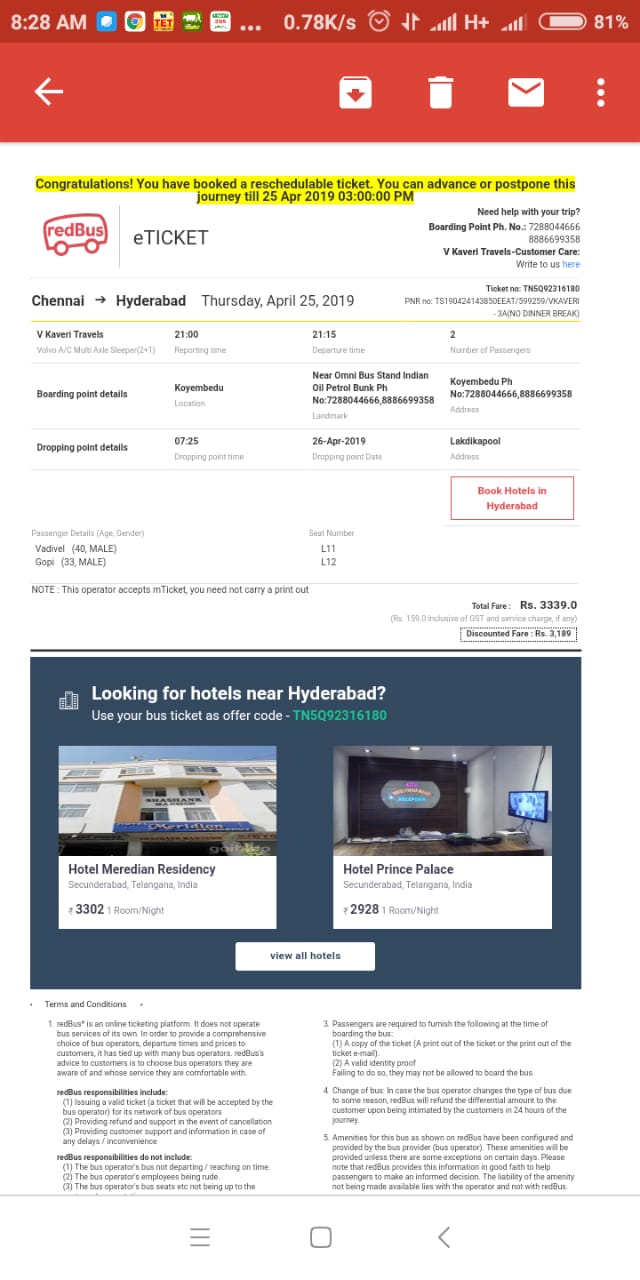 8:28 AM ... 0.78K/s H+ 81%
Congratulations! You have booked a reschedulable ticket. You can advance or postpone this
journey till 25 Apr 2019 03:00:00 PM
redBus
eTICKET
Need help with your trip?
Boarding Point Ph. No.: 7288044666
8886699358
V Kaveri Travels-Customer Care:
Write to us here
Chennai → Hyderabad Thursday, April 25, 2019
Ticket no: TN5Q92316180
PNR no: TS190424143850EEAT/599259/VKAVERI
- 3A(NO DINNER BREAK)
V Kaveri Travels 21:00 21:15 2
Volvo A/C Multi Axle Sleeper(2+1) Reporting time Departure time Number of Passengers
Boarding point details
Koyembedu
Location
Near Omni Bus Stand Indian
Oil Petrol Bunk Ph
No:7288044666,8886699358
Landmark
Koyembedu Ph
No:7288044666,8886699358
Address
Dropping point details
07:25
Dropping point time
26-Apr-2019
Dropping point Date
Lakdikapool
Address
Book Hotels in
Hyderabad
Passenger Details (Age, Gender) Seat Number
Vadivel (40, MALE) L11
Gopi (33, MALE) L12
NOTE : This operator accepts mTicket, you need not carry a print out
Total Fare : Rs. 3339.0
(Rs. 159.0 inclusive of GST and service charge, if any)
Discounted Fare : Rs. 3,189
Looking for hotels near Hyderabad?
Use your bus ticket as offer code - TN5Q92316180
SHASHANK
MANSION
Meridian
goibibo
RECEPTION
Hotel Meredian Residency
Secunderabad, Telangana, India
₹ 3302 1 Room/Night
Hotel Prince Palace
Secunderabad, Telangana, India
₹ 2928 1 Room/Night
view all hotels
• Terms and Conditions •
1. redBus* is an online ticketing platform. It does not operate
bus services of its own. In order to provide a comprehensive
choice of bus operators, departure times and prices to
customers, it has tied up with many bus operators. redBus's
advice to customers is to choose bus operators they are
aware of and whose service they are comfortable with.
redBus responsibilities include:
(1) Issuing a valid ticket (a ticket that will be accepted by the
bus operator) for its network of bus operators
(2) Providing refund and support in the event of cancellation
(3) Providing customer support and information in case of
any delays / inconvenience
redBus responsibilities do not include:
(1) The bus operator's bus not departing / reaching on time.
(2) The bus operator's employees being rude.
(3) The bus operator's bus seats etc not being up to the
3. Passengers are required to furnish the following at the time of
boarding the bus:
(1) A copy of the ticket (A print out of the ticket or the print out of the
ticket e-mail).
(2) A valid identity proof
Failing to do so, they may not be allowed to board the bus.
4. Change of bus: In case the bus operator changes the type of bus due
to some reason, redBus will refund the differential amount to the
customer upon being intimated by the customers in 24 hours of the
journey.
5. Amenities for this bus as shown on redBus have been configured and
provided by the bus provider (bus operator). These amenities will be
provided unless there are some exceptions on certain days. Please
note that redBus provides this information in good faith to help
passengers to make an informed decision. The liability of the amenity
not being made available lies with the operator and not with redBus.